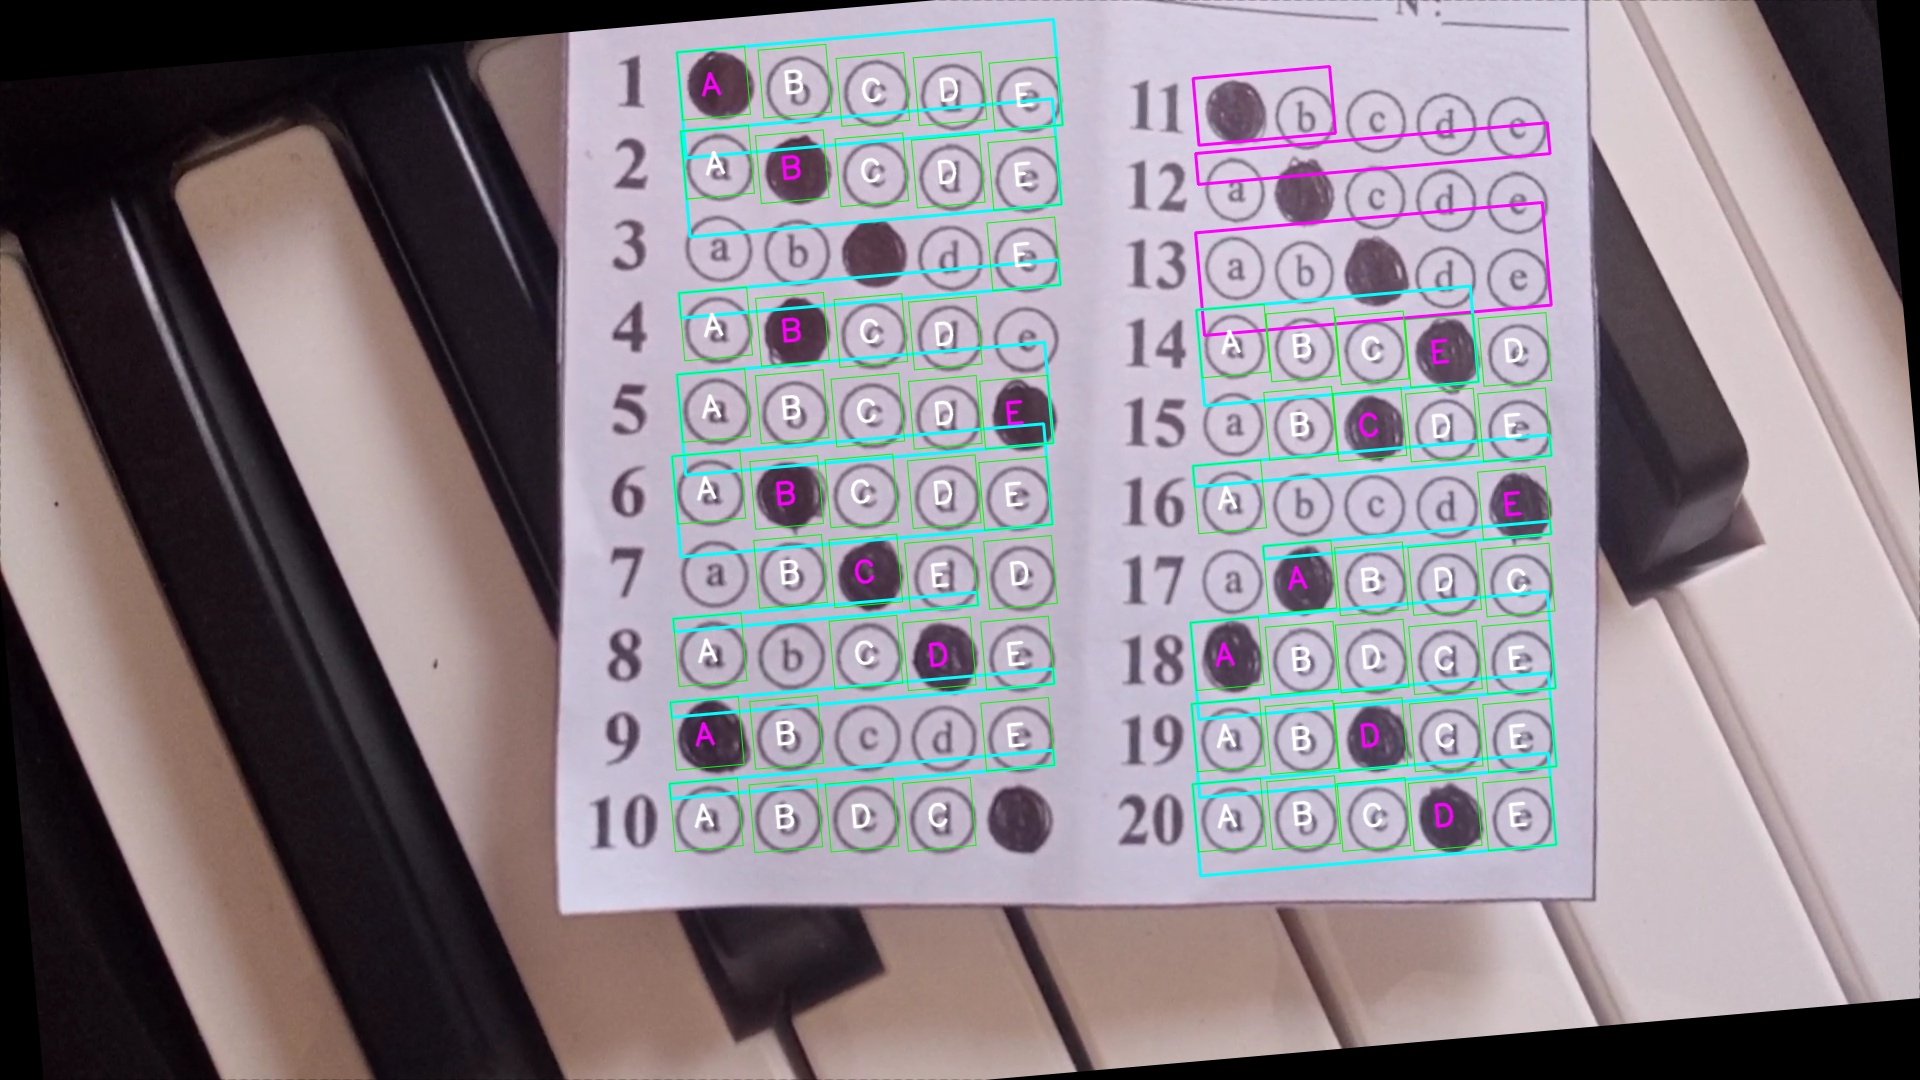 N°:
1 A B C D E
2 A B C D E
3 a b d E
4 A B C D e
5 A B C D E
6 A B C D E
7 a B C E D
8 A b C D E
9 A B c d E
10 A B D C
11 b c d e
12 a c d e
13 a b d e
14 A B C E D
15 a B C D E
16 A b c d E
17 a A B D C
18 A B D C E
19 A B D C E
20 A B C D E